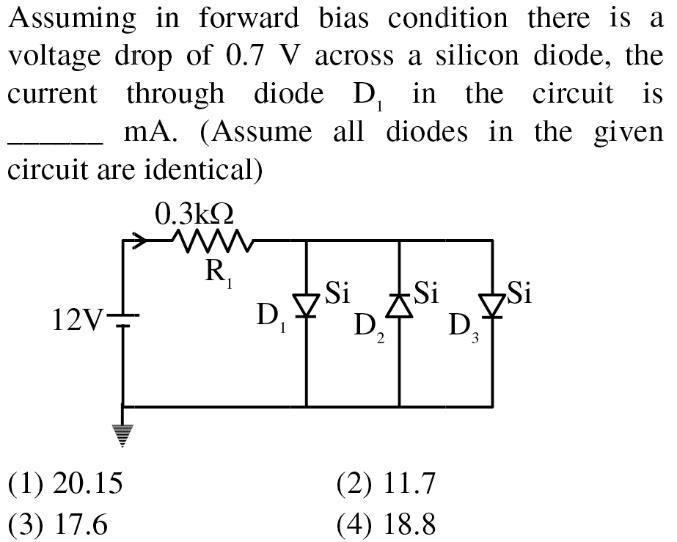 Assuming in forward bias condition there is a
voltage drop of 0.7 V across a silicon diode, the
current through diode D₁ in the circuit is
______ mA. (Assume all diodes in the given
circuit are identical)
0.3kΩ
R₁
12V
D₁
Si
D₂
Si
D₃
Si
(1) 20.15 (2) 11.7
(3) 17.6 (4) 18.8